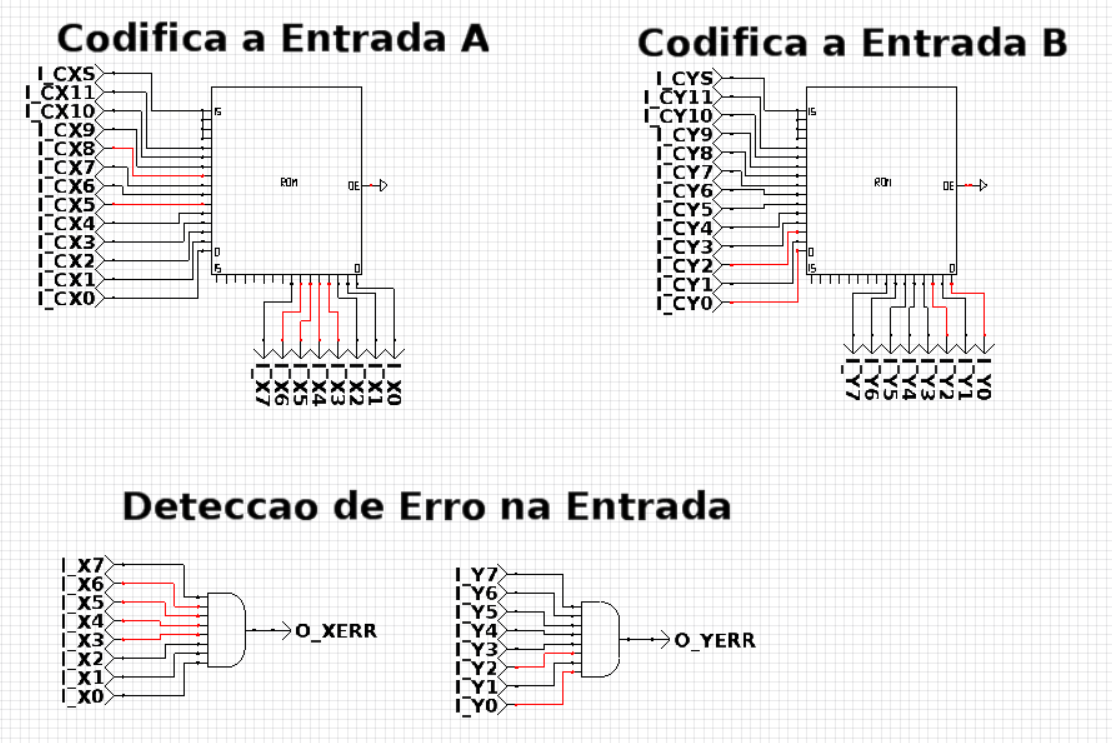 Codifica a Entrada A
I_CXS
I_CX11
I_CX10
I_CX9
I_CX8
I_CX7
I_CX6
I_CX5
I_CX4
I_CX3
I_CX2
I_CX1
I_CX0
15
ROM
OE
0
15
0
I_X7
I_X6
I_X5
I_X4
I_X3
I_X2
I_X1
I_X0
Codifica a Entrada B
I_CYS
I_CY11
I_CY10
I_CY9
I_CY8
I_CY7
I_CY6
I_CY5
I_CY4
I_CY3
I_CY2
I_CY1
I_CY0
15
ROM
OE
0
15
0
I_Y7
I_Y6
I_Y5
I_Y4
I_Y3
I_Y2
I_Y1
I_Y0
Deteccao de Erro na Entrada
I_X7
I_X6
I_X5
I_X4
I_X3
I_X2
I_X1
I_X0
O_XERR
I_Y7
I_Y6
I_Y5
I_Y4
I_Y3
I_Y2
I_Y1
I_Y0
O_YERR